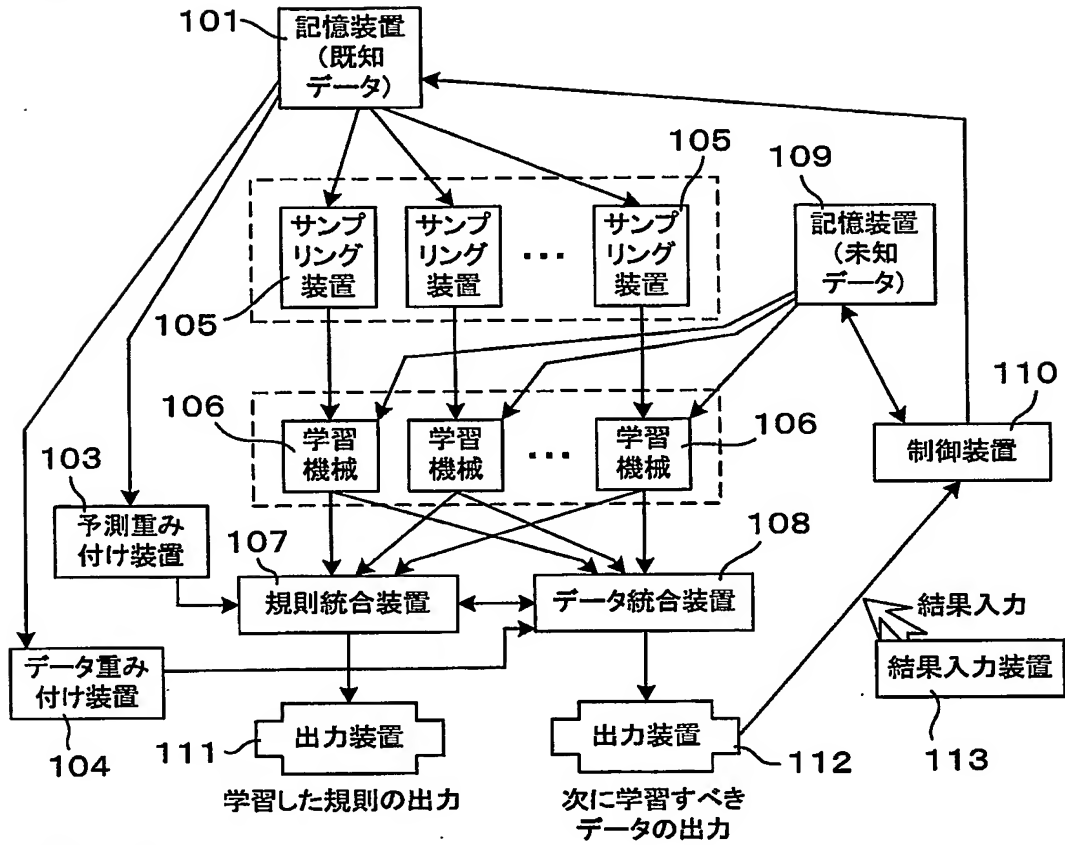 101
記憶装置
(既知
データ)
105
109
サンプ
リング
装置
サンプ
リング
装置
...
サンプ
リング
装置
記憶装置
(未知
データ)
105
110
106
学習
機械
学習
機械
...
学習
機械
106
制御装置
103
予測重み
付け装置
107
108
規則統合装置
データ統合装置
結果入力
データ重み
付け装置
結果入力装置
104
111
出力装置
出力装置
112
113
学習した規則の出力
次に学習すべき
データの出力